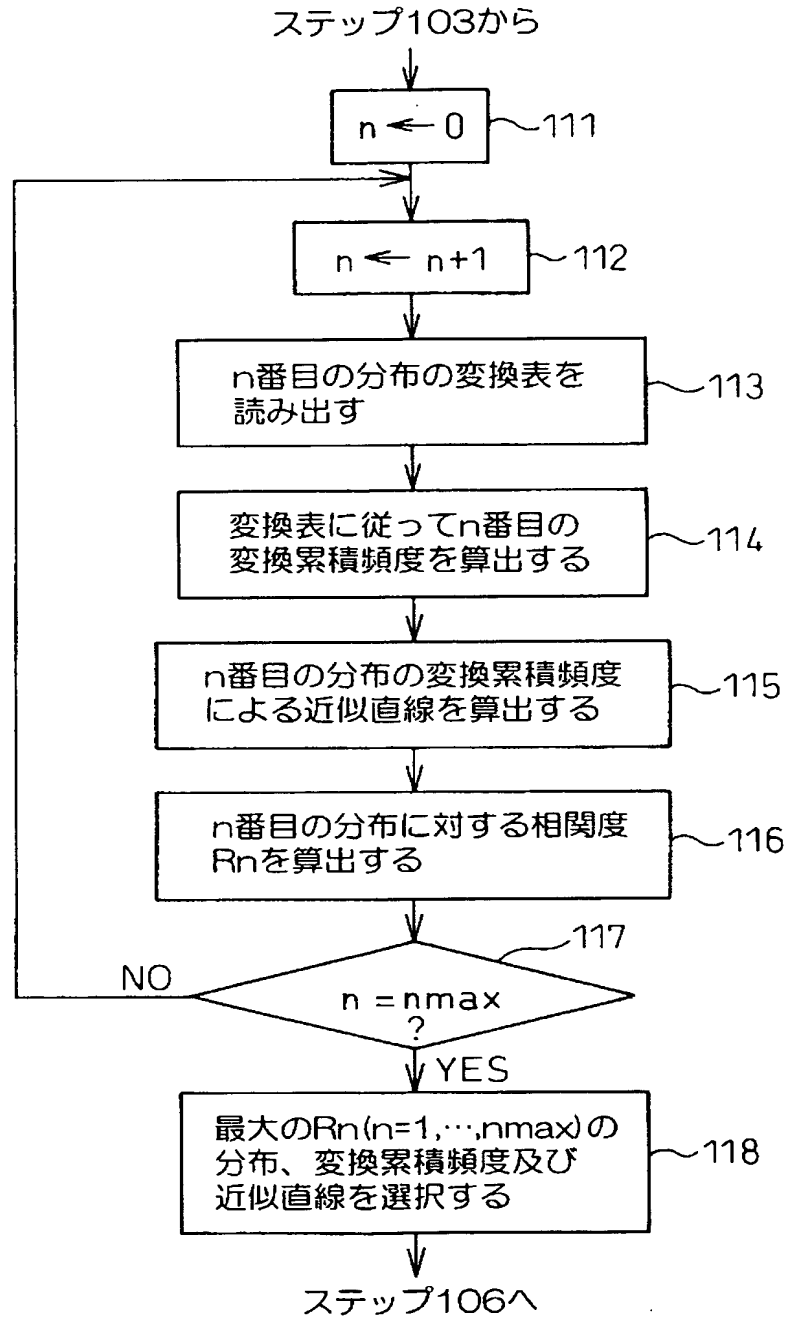 ステップ103から
n ← 0
111
n ← n+1
112
n番目の分布の変換表を
読み出す
113
変換表に従ってn番目の
変換累積頻度を算出する
114
n番目の分布の変換累積頻度
による近似直線を算出する
115
n番目の分布に対する相関度
Rnを算出する
116
117
NO
n = nmax
?
YES
最大のRn(n=1,…,nmax)の
分布、変換累積頻度及び
近似直線を選択する
118
ステップ106へ